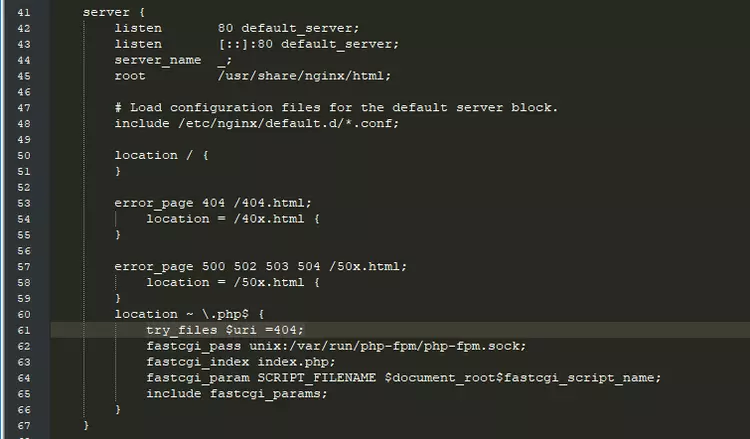 41 server {
42 listen 80 default_server;
43 listen [::]:80 default_server;
44 server_name _;
45 root /usr/share/nginx/html;
46
47 # Load configuration files for the default server block.
48 include /etc/nginx/default.d/*.conf;
49
50 location / {
51 }
52
53 error_page 404 /404.html;
54 location = /40x.html {
55 }
56
57 error_page 500 502 503 504 /50x.html;
58 location = /50x.html {
59 }
60 location ~ \.php$ {
61 try_files $uri =404;
62 fastcgi_pass unix:/var/run/php-fpm/php-fpm.sock;
63 fastcgi_index index.php;
64 fastcgi_param SCRIPT_FILENAME $document_root$fastcgi_script_name;
65 include fastcgi_params;
66 }
67 }